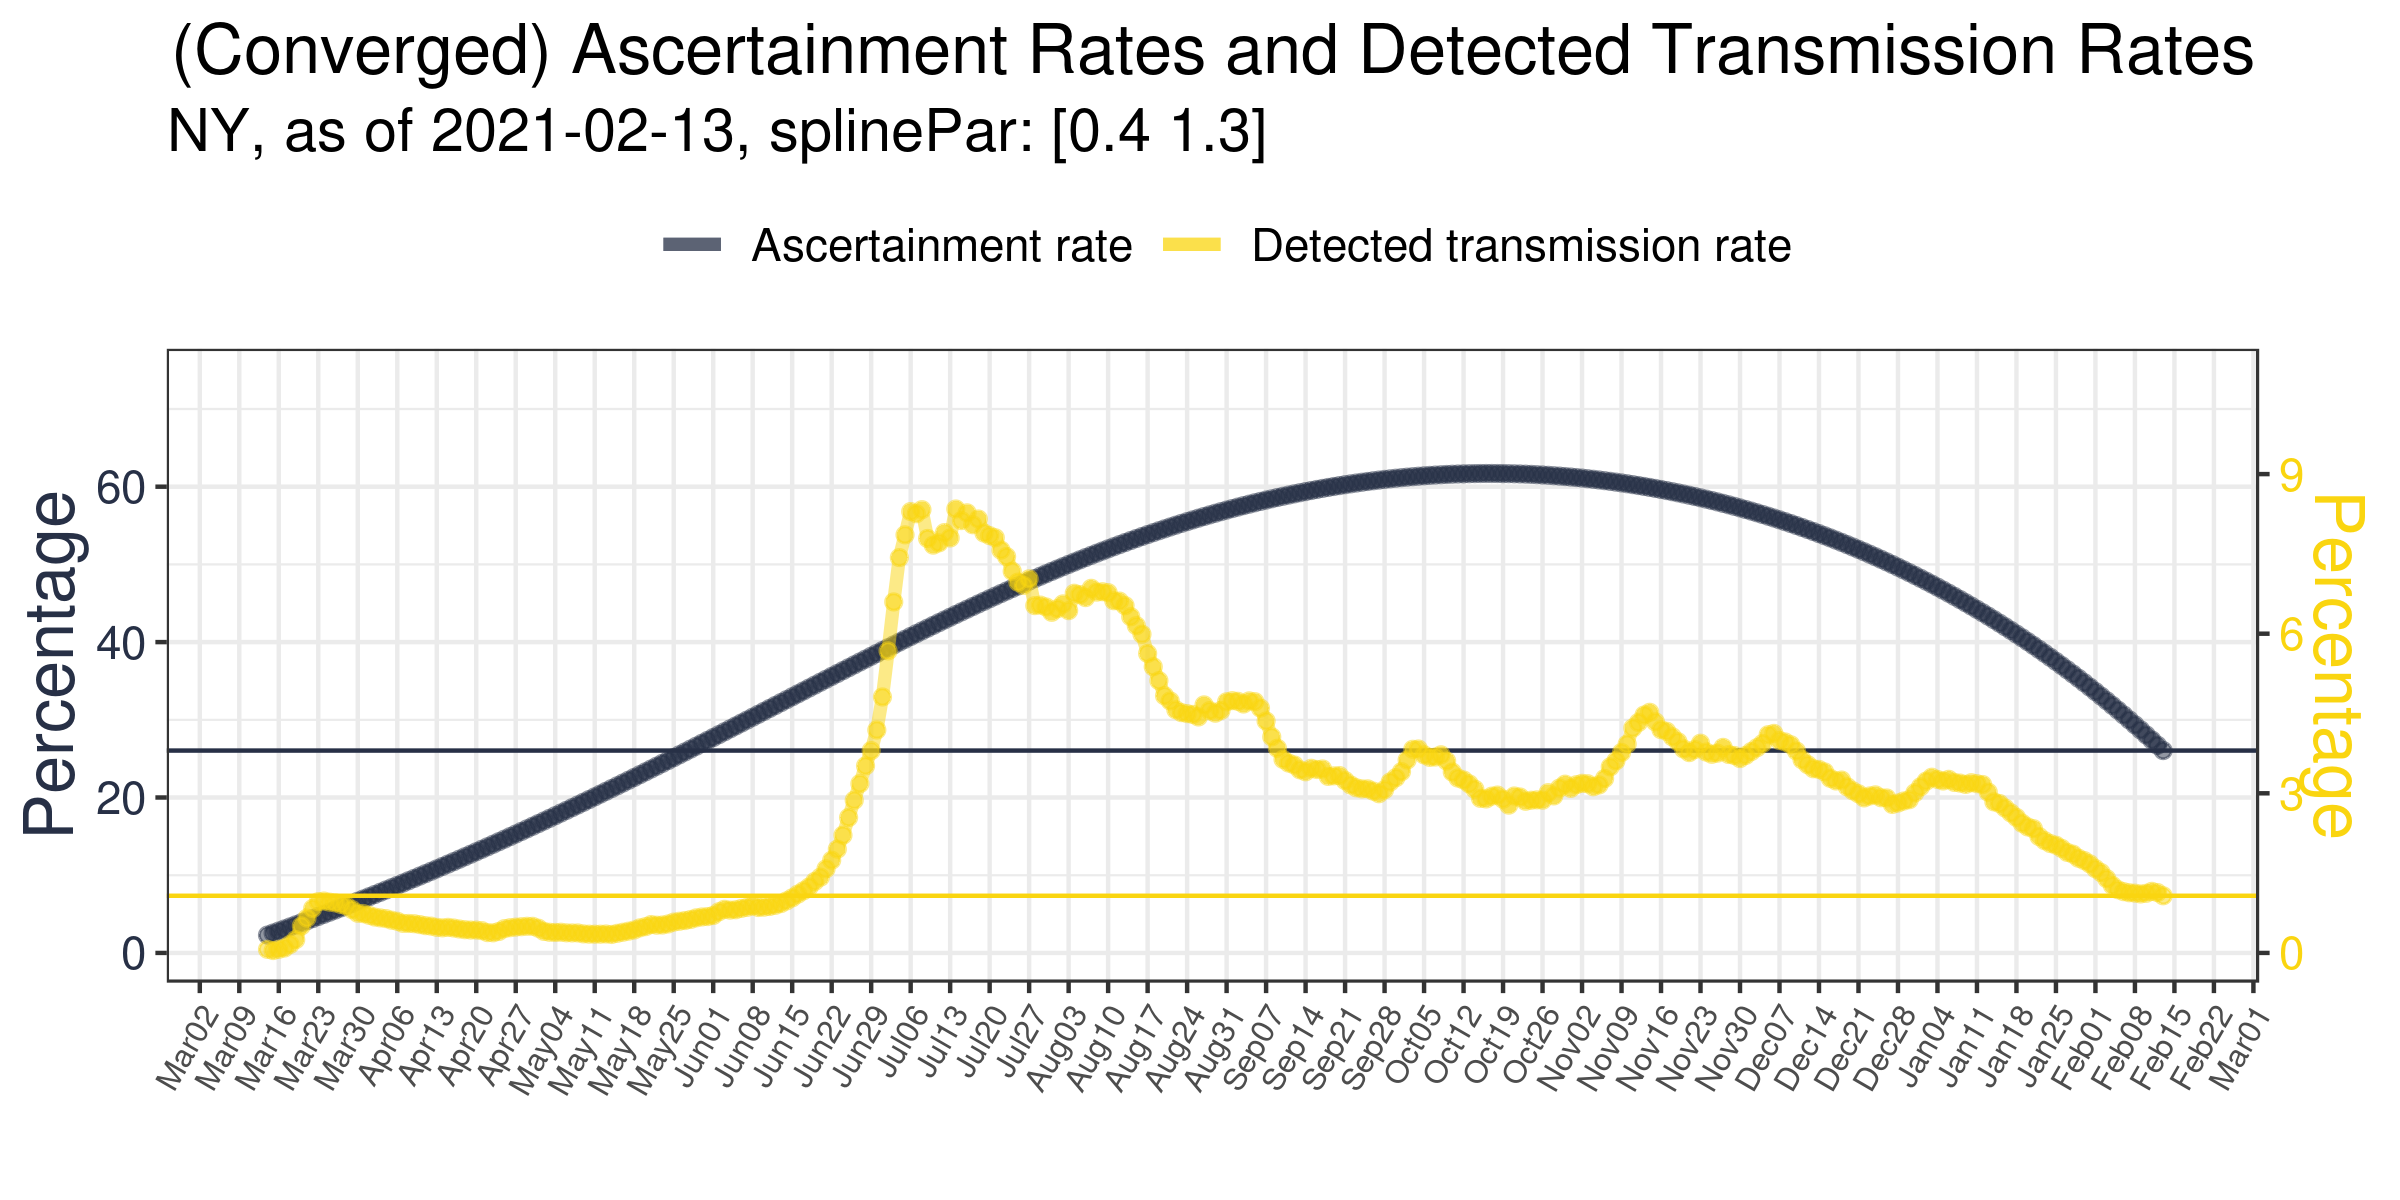 (Converged) Ascertainment Rates and Detected Transmission Rates
NY, as of 2021-02-13, splinePar: [0.4 1.3]
Ascertainment rate Detected transmission rate
Percentage
60
40
20
0
9
6
3
0
Percentage
Mar02 Mar09 Mar16 Mar23 Mar30 Apr06 Apr13 Apr20 Apr27 May04 May11 May18 May25 Jun01 Jun08 Jun15 Jun22 Jun29 Jul06 Jul13 Jul20 Jul27 Aug03 Aug10 Aug17 Aug24 Aug31 Sep07 Sep14 Sep21 Sep28 Oct05 Oct12 Oct19 Oct26 Nov02 Nov09 Nov16 Nov23 Nov30 Dec07 Dec14 Dec21 Dec28 Jan04 Jan11 Jan18 Jan25 Feb01 Feb08 Feb15 Feb22 Mar01